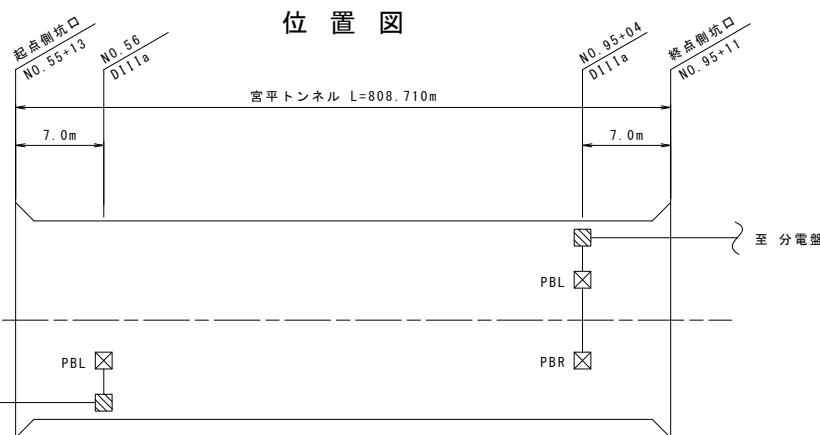 位置図
起点側坑口
NO.55+13
NO.56
DIIIa
NO.95+04
DIIIa
終点側坑口
NO.95+11
宮平トンネル L=808.710m
7.0m
7.0m
至 分電盤
PBL
PBL
PBR